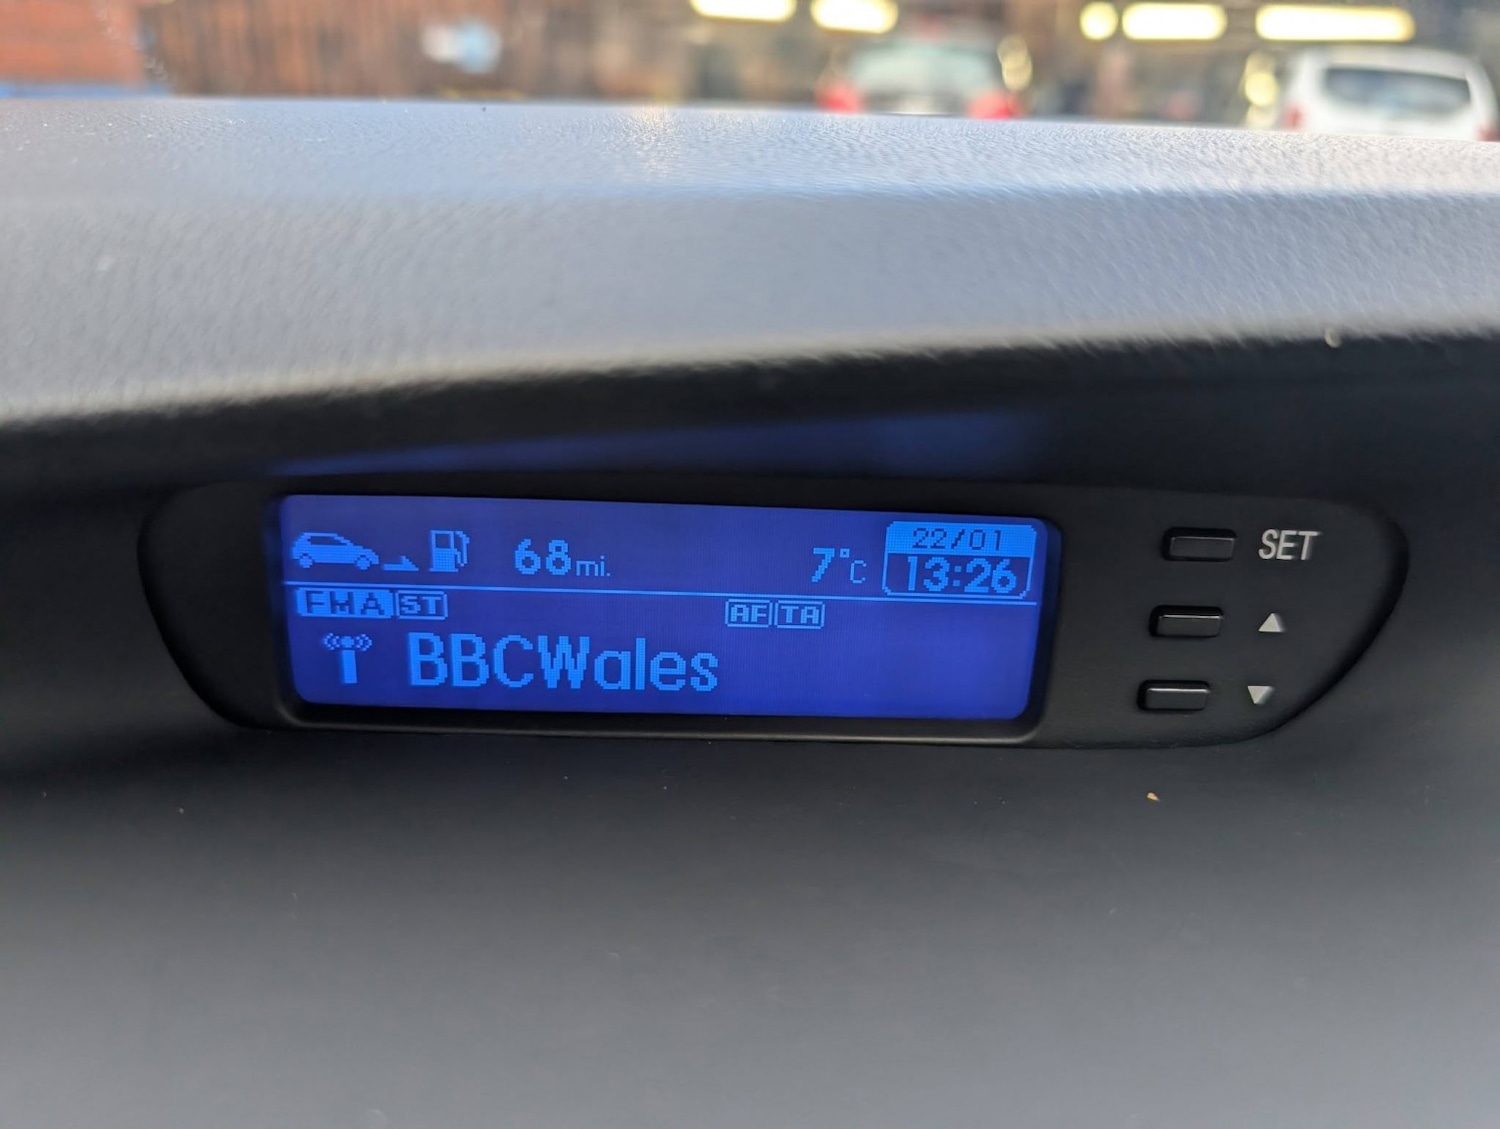 68mi. 7°C 22/01
13:26
FMA ST AF TA
BBCWales
SET